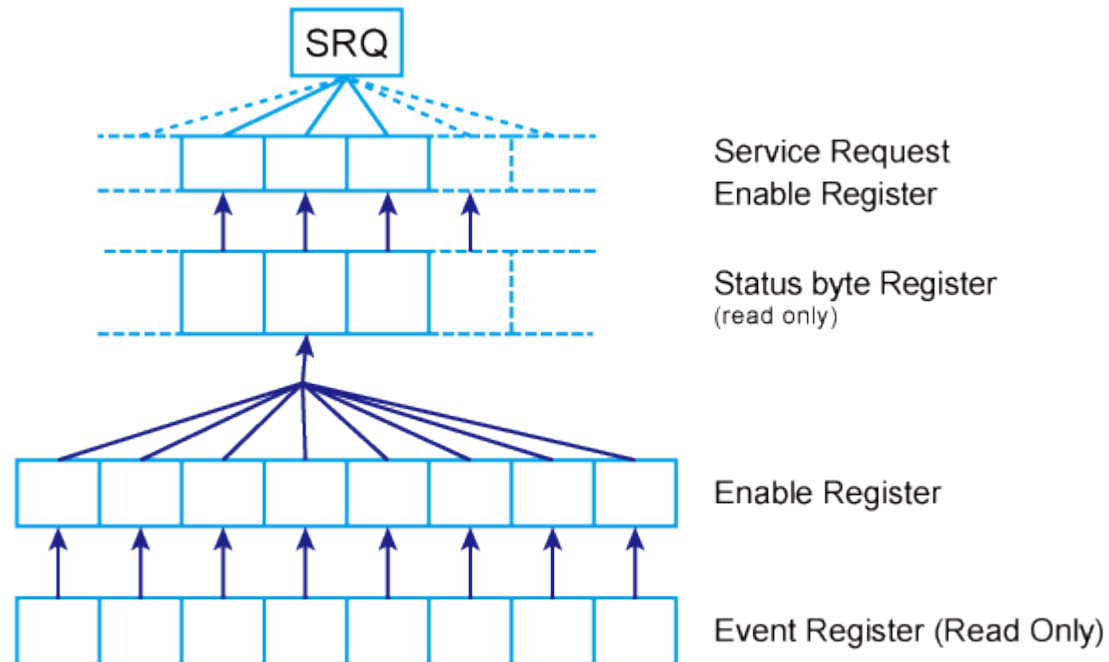 SRQ
Service Request
Enable Register
Status byte Register
(read only)
Enable Register
Event Register (Read Only)